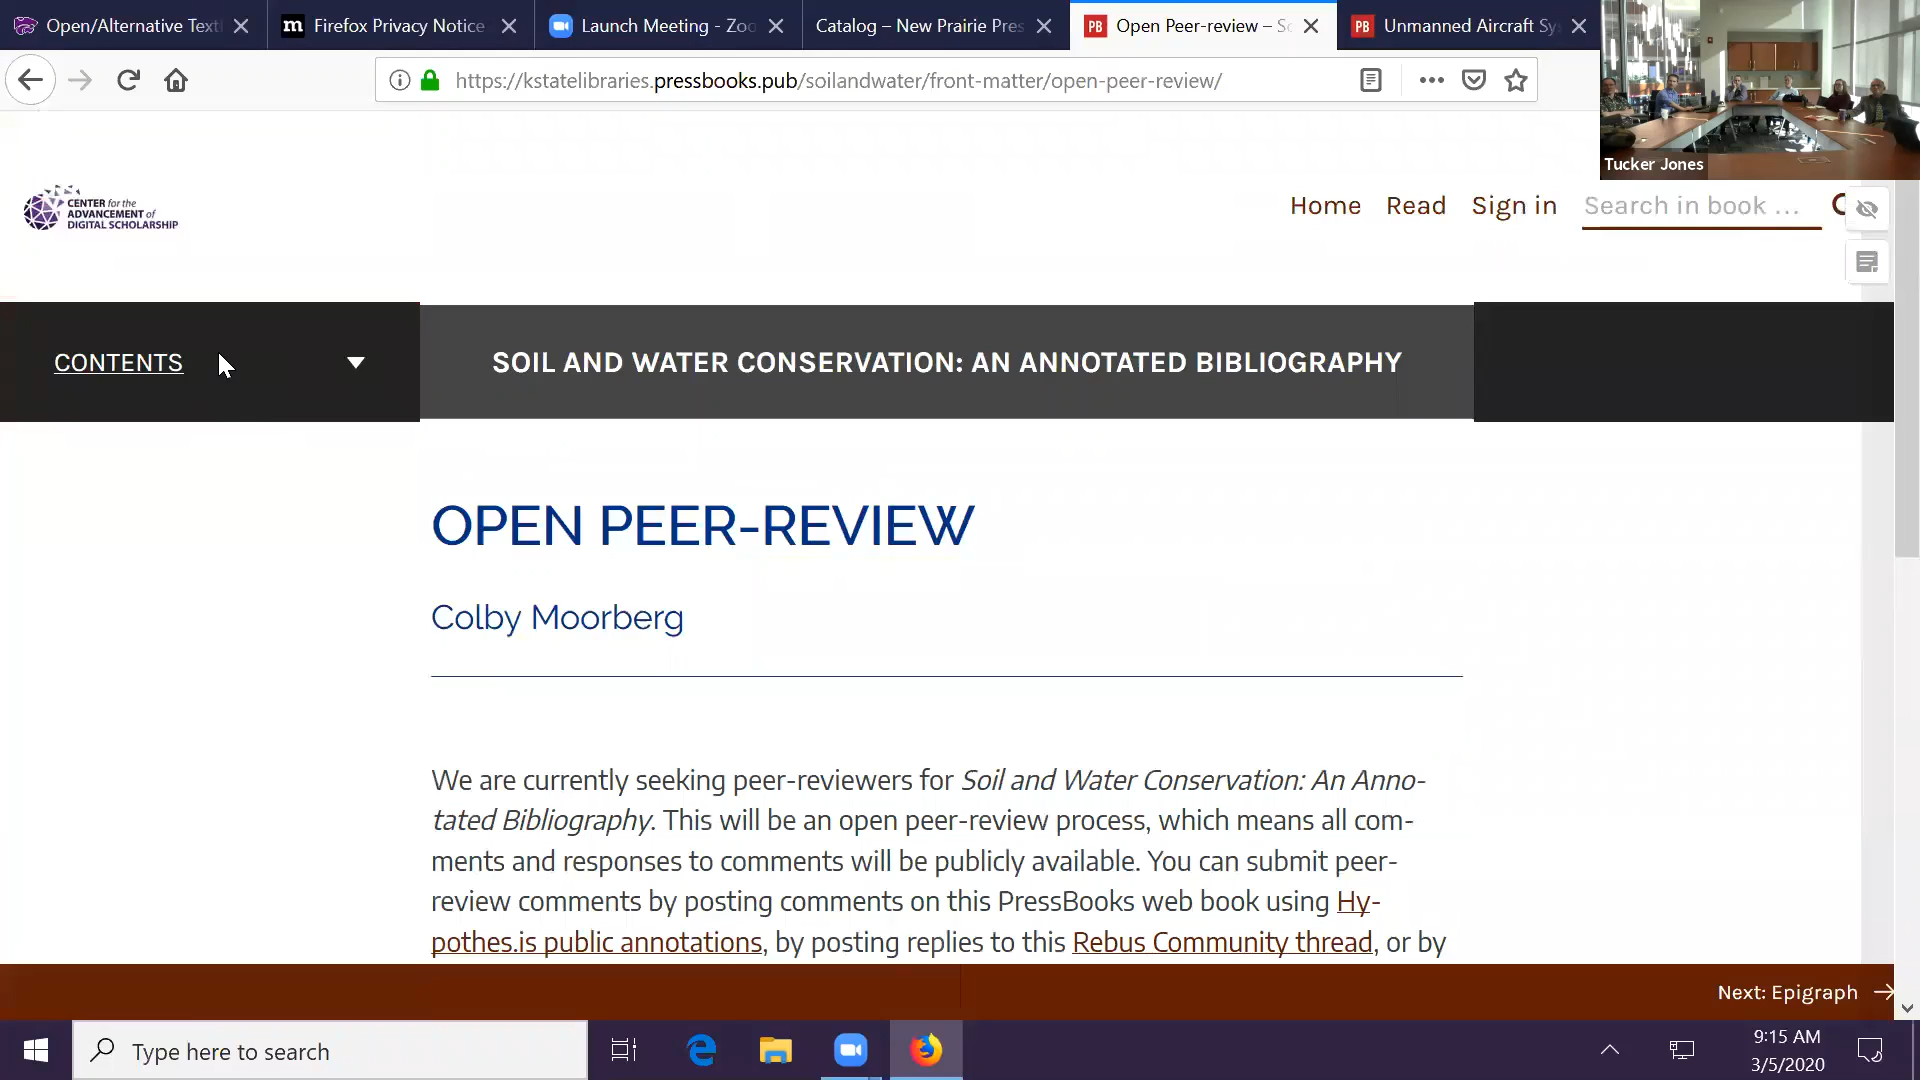 Open/Alternative Text
Firefox Privacy Notice
Launch Meeting - Zoo
Catalog – New Prairie Pres
PB
Open Peer-review – So
PB
Unmanned Aircraft Sy
https://kstatelibraries.pressbooks.pub/soilandwater/front-matter/open-peer-review/
Tucker Jones
CENTER for the
ADVANCEMENT of
DIGITAL SCHOLARSHIP
Home
Read
Sign in
Search in book ...
CONTENTS
SOIL AND WATER CONSERVATION: AN ANNOTATED BIBLIOGRAPHY
OPEN PEER-REVIEW
Colby Moorberg
We are currently seeking peer-reviewers for Soil and Water Conservation: An Anno-
tated Bibliography. This will be an open peer-review process, which means all com-
ments and responses to comments will be publicly available. You can submit peer-
review comments by posting comments on this PressBooks web book using Hy-
pothes.is public annotations, by posting replies to this Rebus Community thread, or by
Next: Epigraph
Type here to search
9:15 AM
3/5/2020